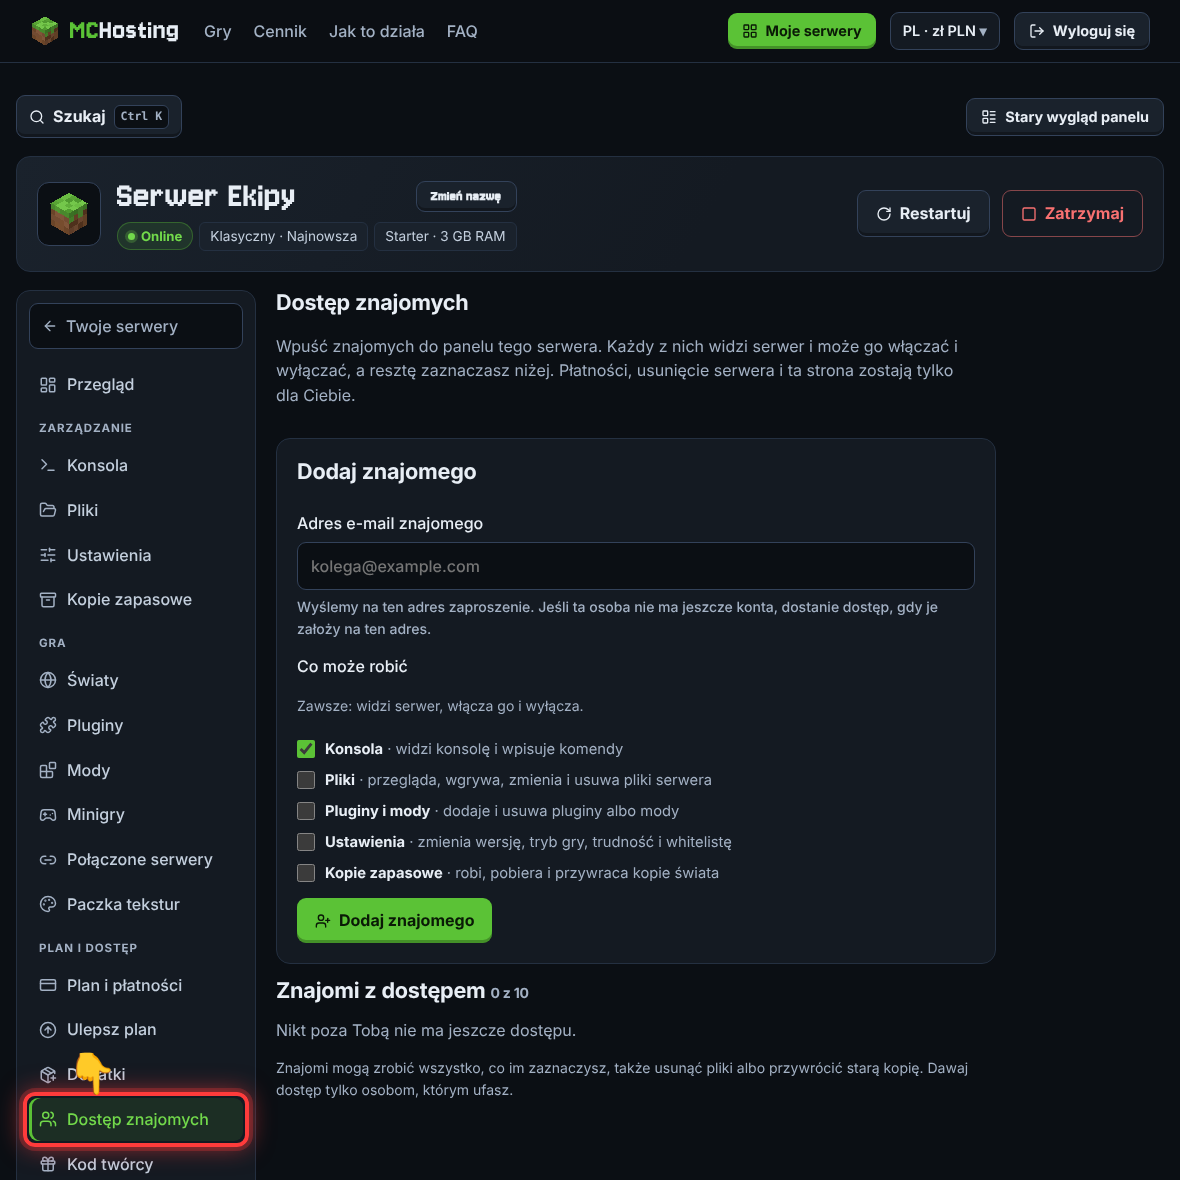 MCHosting
Gry
Cennik
Jak to działa
FAQ
Moje serwery
PL · zł PLN ▾
Wyloguj się
Szukaj Ctrl K
Stary wygląd panelu
Serwer Ekipy
Zmień nazwę
Online
Klasyczny · Najnowsza
Starter · 3 GB RAM
Restartuj
Zatrzymaj
Twoje serwery
Przegląd
ZARZĄDZANIE
Konsola
Pliki
Ustawienia
Kopie zapasowe
GRA
Światy
Pluginy
Mody
Minigry
Połączone serwery
Paczka tekstur
PLAN I DOSTĘP
Plan i płatności
Ulepsz plan
Dostęp znajomych
Kod twórcy
Dostęp znajomych
Wpuść znajomych do panelu tego serwera. Każdy z nich widzi serwer i może go włączać i
wyłączać, a resztę zaznaczasz niżej. Płatności, usunięcie serwera i ta strona zostają tylko
dla Ciebie.
Dodaj znajomego
Adres e-mail znajomego
kolega@example.com
Wyślemy na ten adres zaproszenie. Jeśli ta osoba nie ma jeszcze konta, dostanie dostęp, gdy je
założy na ten adres.
Co może robić
Zawsze: widzi serwer, włącza go i wyłącza.
Konsola · widzi konsolę i wpisuje komendy
Pliki · przegląda, wgrywa, zmienia i usuwa pliki serwera
Pluginy i mody · dodaje i usuwa pluginy albo mody
Ustawienia · zmienia wersję, tryb gry, trudność i whitelistę
Kopie zapasowe · robi, pobiera i przywraca kopie świata
Dodaj znajomego
Znajomi z dostępem 0 z 10
Nikt poza Tobą nie ma jeszcze dostępu.
Znajomi mogą zrobić wszystko, co im zaznaczysz, także usunąć pliki albo przywrócić starą kopię. Dawaj
dostęp tylko osobom, którym ufasz.